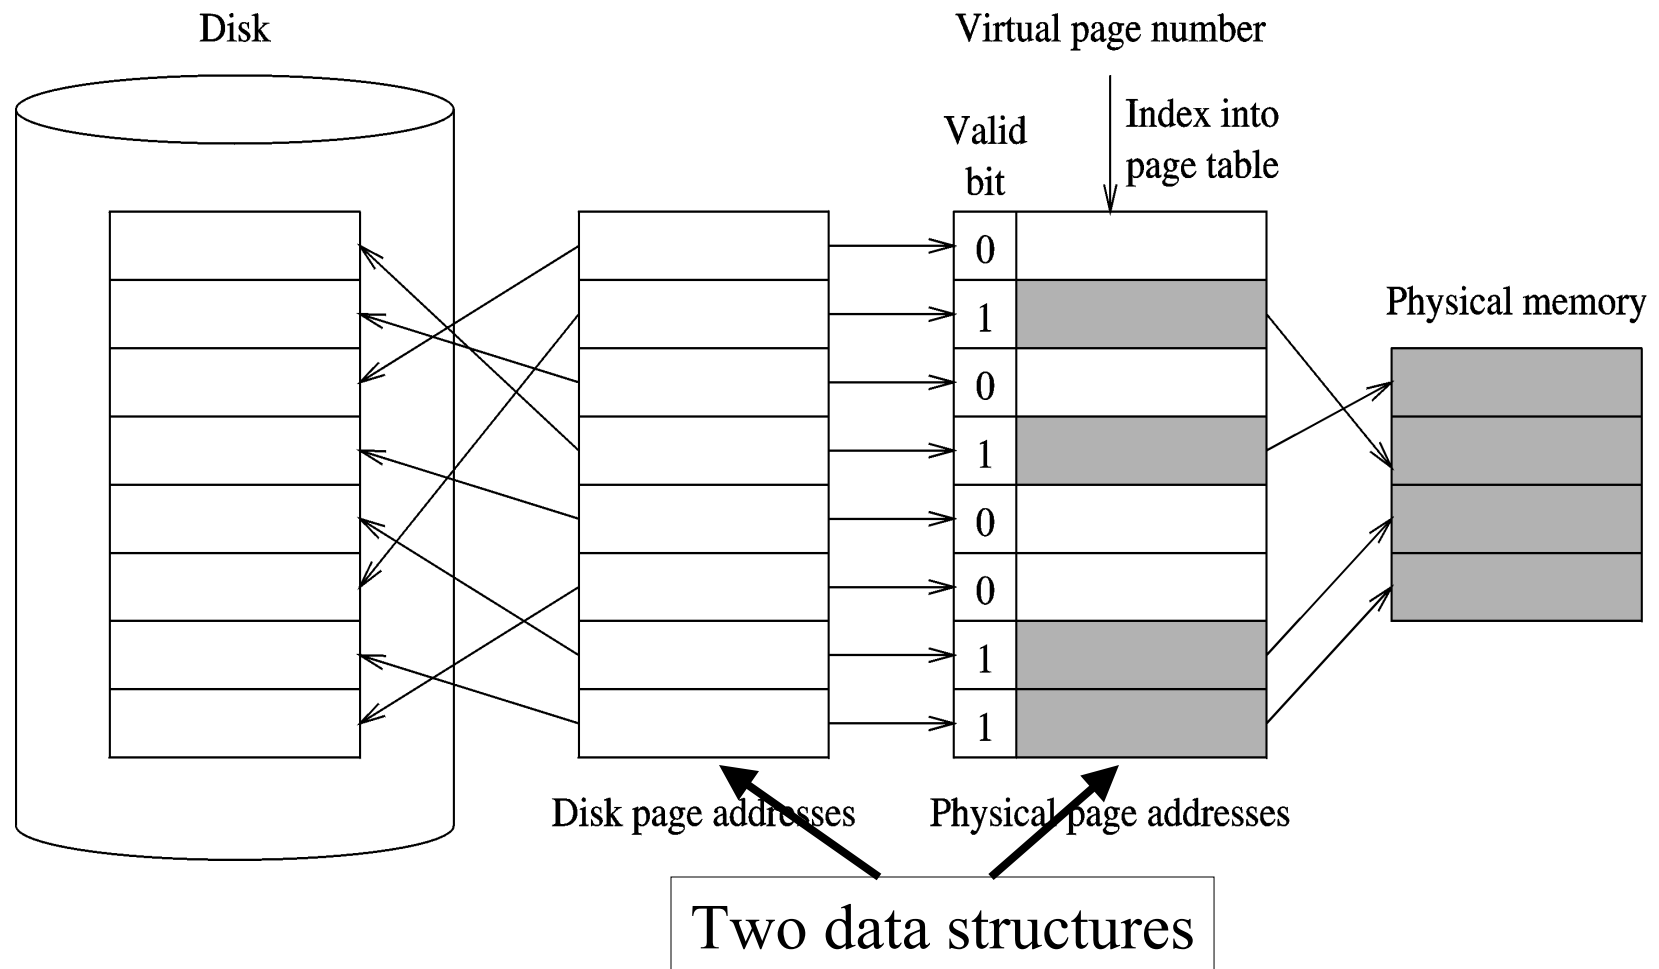 Disk
Virtual page number
Valid
bit
Index into
page table
0
1
0
1
0
0
1
1
Physical memory
Disk page addresses
Physical page addresses
Two data structures